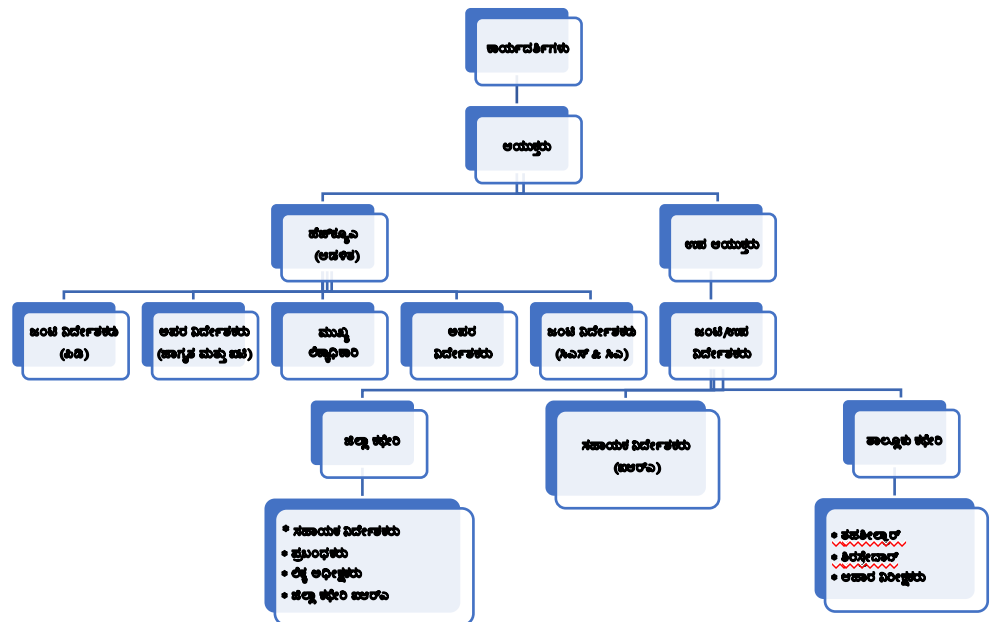 ಕಾರ್ಯದರ್ಶಿಗಳು
ಆಯುಕ್ತರು
ಹೆಚ್‌ಕ್ಯೂಎ
(ಆಡಳಿತ)
ಉಪ ಆಯುಕ್ತರು
ಜಂಟಿ ನಿರ್ದೇಶಕರು
(ಪಿಡಿ)
ಅಪರ ನಿರ್ದೇಶಕರು
(ಜಾಗೃತ ಮತ್ತು ಐಟಿ)
ಮುಖ್ಯ
ಲೆಕ್ಕಾಧಿಕಾರಿ
ಅಪರ
ನಿರ್ದೇಶಕರು
ಜಂಟಿ ನಿರ್ದೇಶಕರು
(ಸಿಎಸ್ & ಸಿಎ)
ಜಂಟಿ/ಉಪ
ನಿರ್ದೇಶಕರು
ಜಿಲ್ಲಾ ಕಛೇರಿ
ಸಹಾಯಕ ನಿರ್ದೇಶಕರು
(ಐಆರ್‌ಎ)
ತಾಲ್ಲೂಕು ಕಛೇರಿ
* ಸಹಾಯಕ ನಿರ್ದೇಶಕರು
* ಪ್ರಬಂಧಕರು
* ಲೆಕ್ಕ ಅಧೀಕ್ಷಕರು
* ಜಿಲ್ಲಾ ಕಛೇರಿ ಐಆರ್‌ಎ
* ತಹಶೀಲ್ದಾರ್
* ಶಿರಸ್ತೇದಾರ್
* ಆಹಾರ ನಿರೀಕ್ಷಕರು